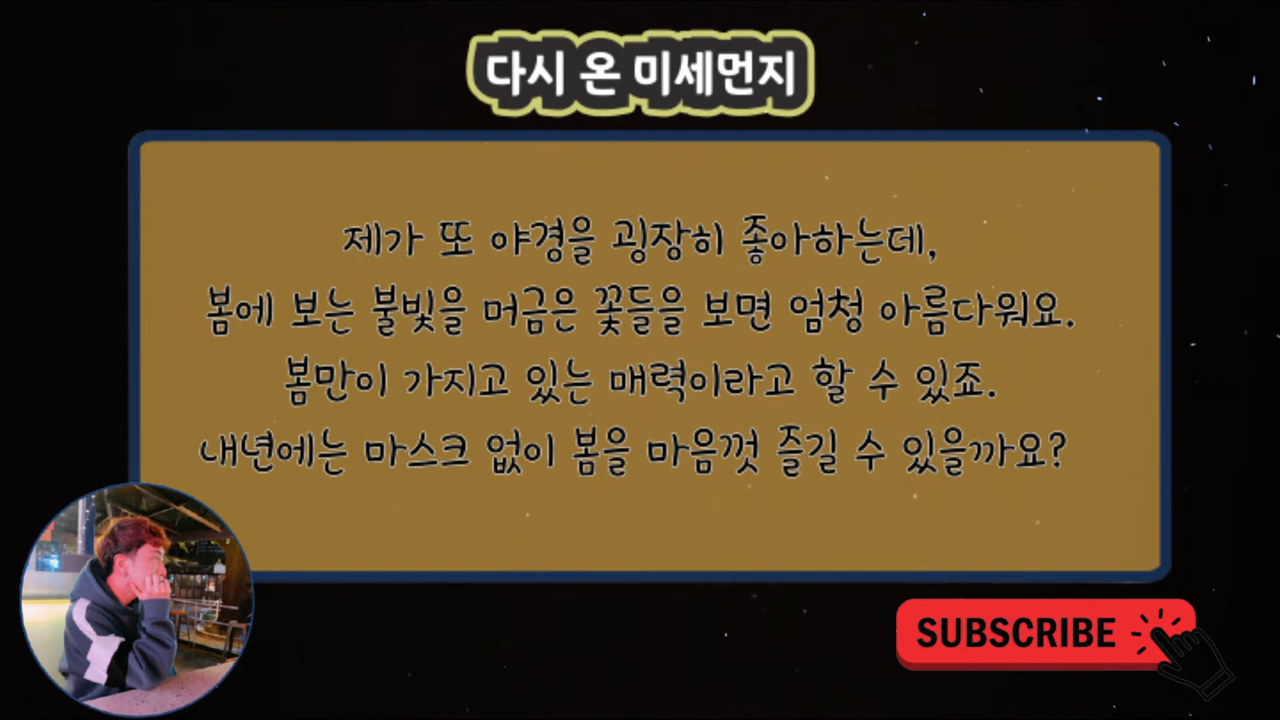 다시 온 미세먼지
제가 또 야경을 굉장히 좋아하는데,
봄에 보는 불빛을 머금은 꽃들을 보면 엄청 아름다워요.
봄만이 가지고 있는 매력이라고 할 수 있죠.
내년에는 마스크 없이 봄을 마음껏 즐길 수 있을까요?
SUBSCRIBE